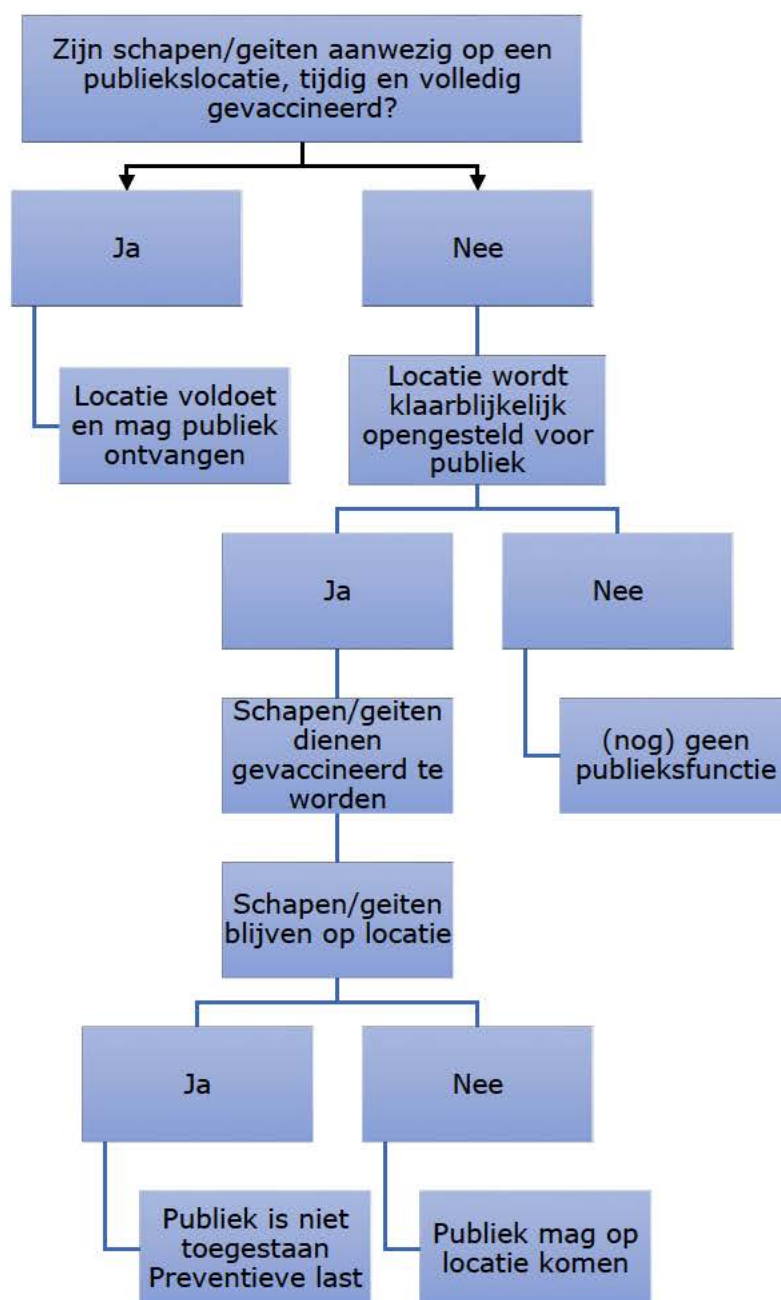 Zijn schapen/geiten aanwezig op een
publiekslocatie, tijdig en volledig
gevaccineerd?
Ja
Nee
Locatie voldoet
en mag publiek
ontvangen
Locatie wordt
klaarblijkelijk
opengesteld voor
publiek
Ja
Nee
Schapen/geiten
dienen
gevaccineerd te
worden
(nog) geen
publieksfunctie
Schapen/geiten
blijven op locatie
Ja
Nee
Publiek is niet
toegestaan
Preventieve last
Publiek mag op
locatie komen